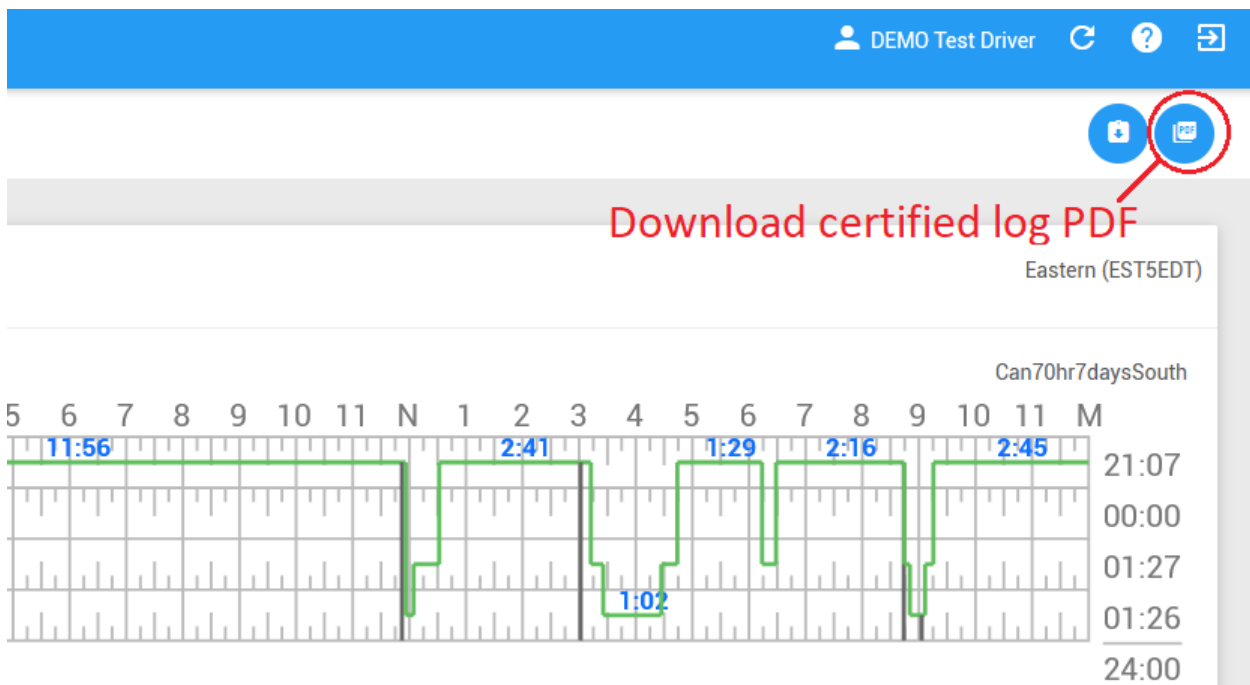 DEMO Test Driver
PDF
Download certified log PDF
Eastern (EST5EDT)
Can70hr7daysSouth
5 6 7 8 9 10 11 N 1 2 3 4 5 6 7 8 9 10 11 M
11:56 2:41 1:29 2:16 2:45
21:07
00:00
01:27
1:02
01:26
24:00